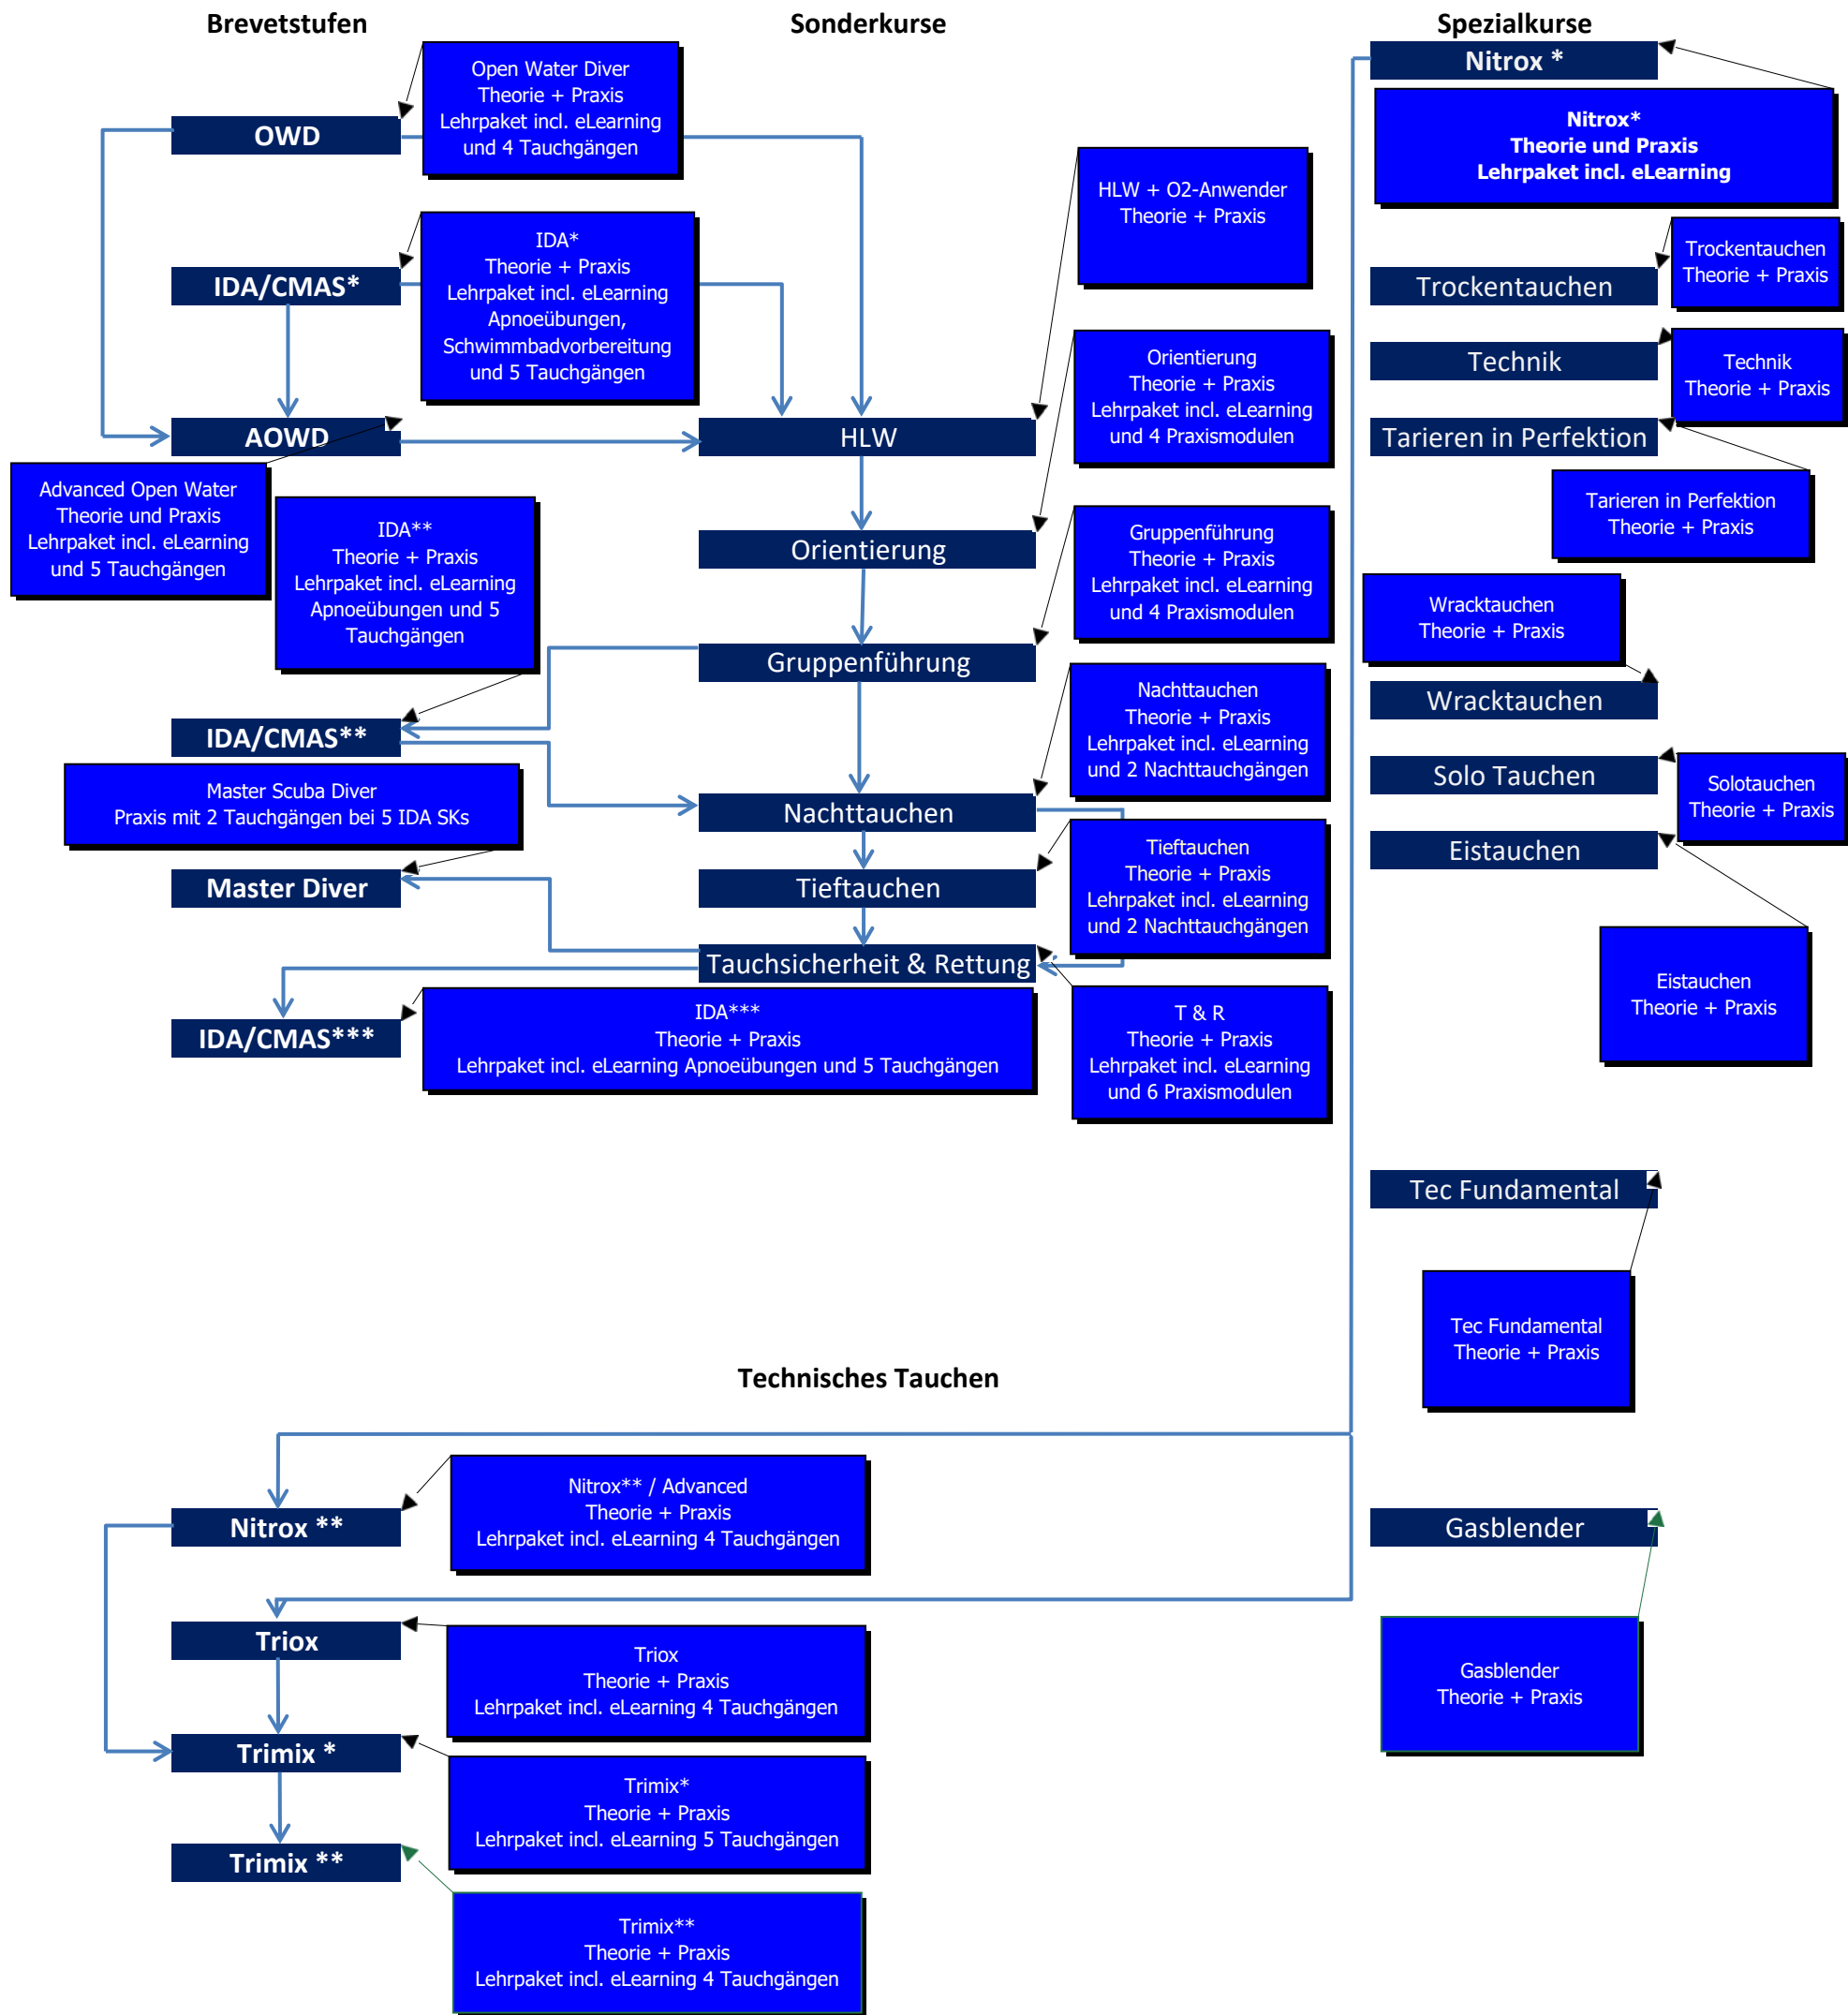 Brevetstufen
Sonderkurse
Spezialkurse
OWD
Open Water Diver
Theorie + Praxis
Lehrpaket incl. eLearning
und 4 Tauchgängen
Nitrox *
Nitrox*
Theorie und Praxis
Lehrpaket incl. eLearning
HLW + O2-Anwender
Theorie + Praxis
IDA/CMAS*
IDA*
Theorie + Praxis
Lehrpaket incl. eLearning
Apnoeübungen,
Schwimmbadvorbereitung
und 5 Tauchgängen
Trockentauchen
Trockentauchen
Theorie + Praxis
Technik
Technik
Theorie + Praxis
Orientierung
Theorie + Praxis
Lehrpaket incl. eLearning
und 4 Praxismodulen
AOWD
HLW
Tarieren in Perfektion
Tarieren in Perfektion
Theorie + Praxis
Advanced Open Water
Theorie und Praxis
Lehrpaket incl. eLearning
und 5 Tauchgängen
IDA**
Theorie + Praxis
Lehrpaket incl. eLearning
Apnoeübungen und 5
Tauchgängen
Orientierung
Gruppenführung
Theorie + Praxis
Lehrpaket incl. eLearning
und 4 Praxismodulen
Wracktauchen
Theorie + Praxis
Gruppenführung
Wracktauchen
Nachttauchen
Theorie + Praxis
Lehrpaket incl. eLearning
und 2 Nachttauchgängen
IDA/CMAS**
Master Scuba Diver
Praxis mit 2 Tauchgängen bei 5 IDA SKs
Nachttauchen
Solo Tauchen
Solotauchen
Theorie + Praxis
Master Diver
Tieftauchen
Tieftauchen
Theorie + Praxis
Lehrpaket incl. eLearning
und 2 Nachttauchgängen
Eistauchen
Eistauchen
Theorie + Praxis
Tauchsicherheit & Rettung
IDA/CMAS***
IDA***
Theorie + Praxis
Lehrpaket incl. eLearning Apnoeübungen und 5 Tauchgängen
T & R
Theorie + Praxis
Lehrpaket incl. eLearning
und 6 Praxismodulen
Tec Fundamental
Tec Fundamental
Theorie + Praxis
Technisches Tauchen
Nitrox **
Nitrox** / Advanced
Theorie + Praxis
Lehrpaket incl. eLearning 4 Tauchgängen
Gasblender
Gasblender
Theorie + Praxis
Triox
Triox
Theorie + Praxis
Lehrpaket incl. eLearning 4 Tauchgängen
Trimix *
Trimix*
Theorie + Praxis
Lehrpaket incl. eLearning 5 Tauchgängen
Trimix **
Trimix**
Theorie + Praxis
Lehrpaket incl. eLearning 4 Tauchgängen